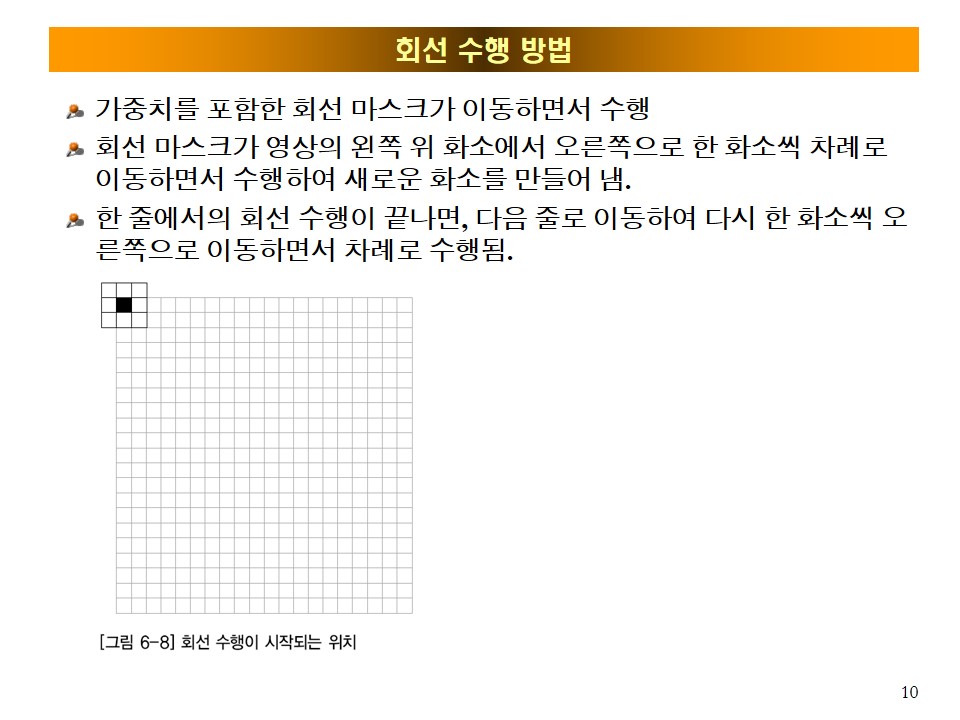 회선 수행 방법
가중치를 포함한 회선 마스크가 이동하면서 수행
회선 마스크가 영상의 왼쪽 위 화소에서 오른쪽으로 한 화소씩 차례로
이동하면서 수행하여 새로운 화소를 만들어 냄.
한 줄에서의 회선 수행이 끝나면, 다음 줄로 이동하여 다시 한 화소씩 오
른쪽으로 이동하면서 차례로 수행됨.
[그림 6-8] 회선 수행이 시작되는 위치
10